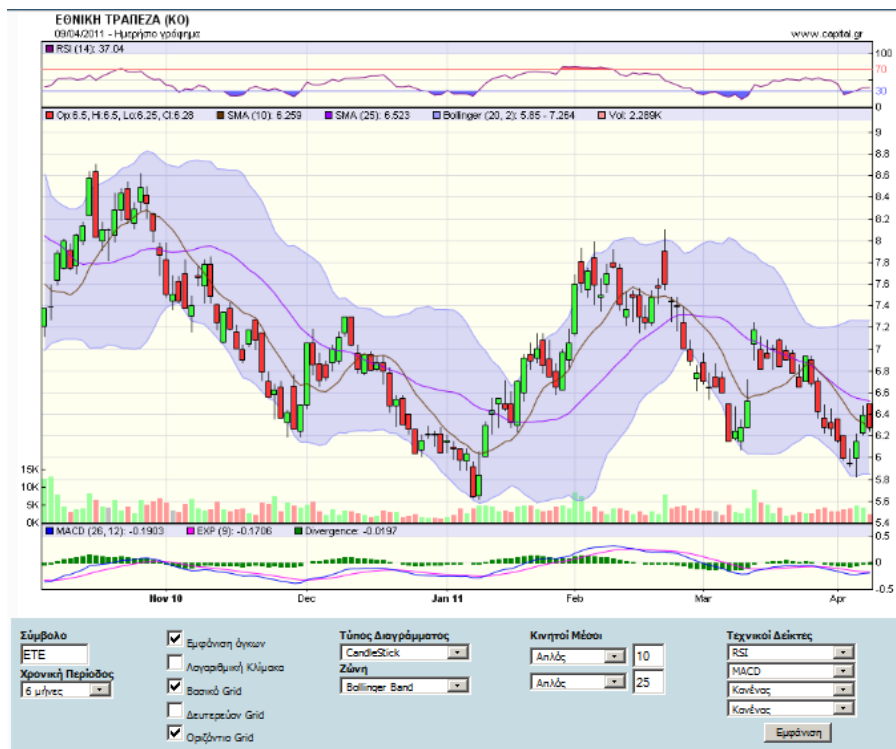 ΕΘΝΙΚΗ ΤΡΑΠΕΖΑ (ΚΟ)
09/04/2011 - Ημερήσιο γράφημα www.capital.gr
RSI (14): 37.04
100
70
30
0
Op:6.5, Hi:6.5, Lo:6.25, Cl:6.28 SMA (10): 6.259 SMA (25): 6.523 Bollinger (20, 2): 5.85 - 7.264 Vol: 2.289K
9
8.8
8.6
8.4
8.2
8
7.8
7.6
7.4
7.2
7
6.8
6.6
6.4
6.2
6
5.8
5.6
5.4
15K
10K
5K
0K
MACD (26, 12): -0.1903 EXP (9): -0.1706 Divergence: -0.0197
0.5
0
-0.5
Nov 10 Dec Jan 11 Feb Mar Apr
Σύμβολο
ETE
Χρονική Περίοδος
6 μήνες
Εμφάνιση όγκων
Λογαριθμική Κλίμακα
Βασικό Grid
Δευτερεύον Grid
Οριζόντιο Grid
Τύπος Διαγράμματος
CandleStick
Ζώνη
Bollinger Band
Κινητοί Μέσοι
Απλός 10
Απλός 25
Τεχνικοί Δείκτες
RSI
MACD
Κανένας
Κανένας
Εμφάνιση